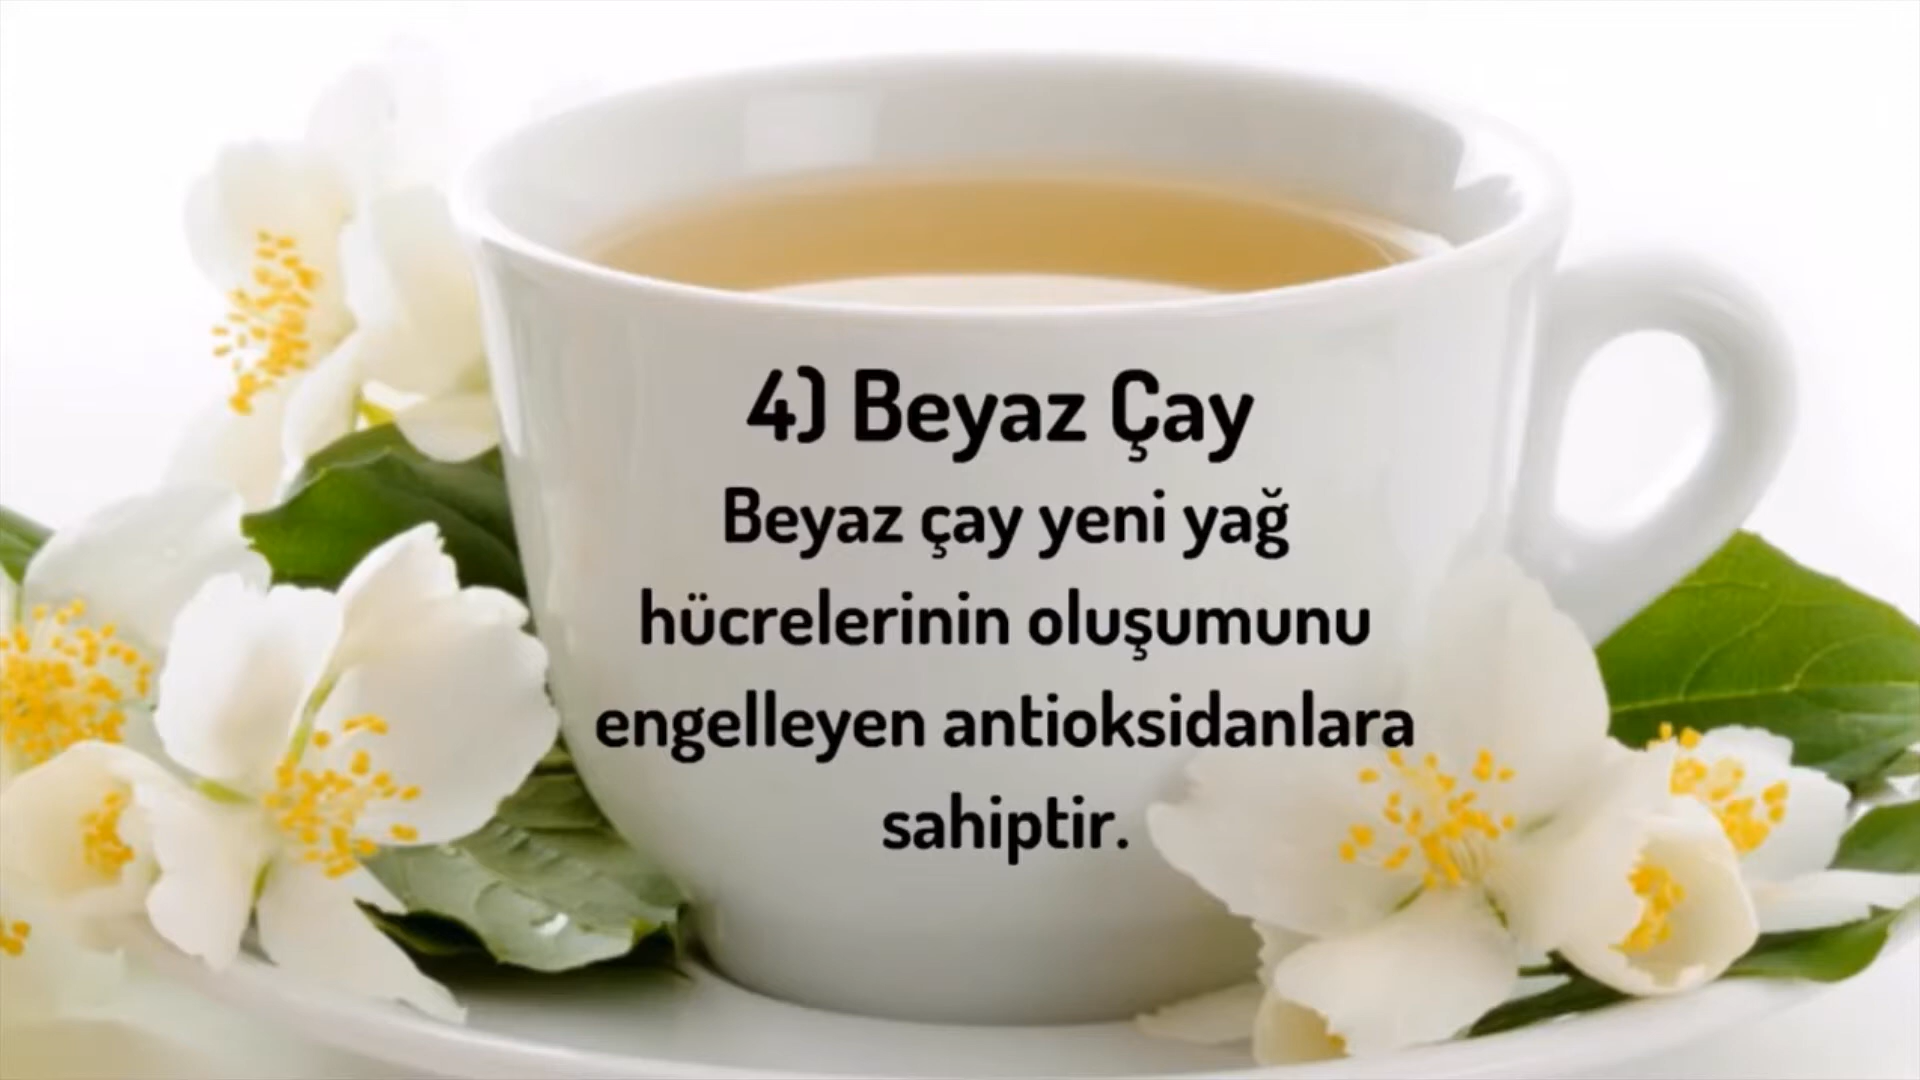 4) Beyaz Çay
Beyaz çay yeni yağ
hücrelerinin oluşumunu
engelleyen antioksidanlara
sahiptir.